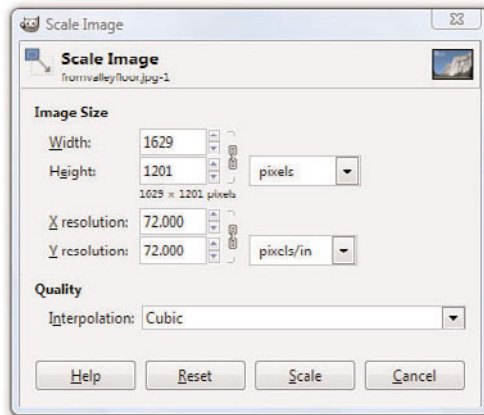 Scale Image
Scale Image
fromvalleyfloor.jpg-1
Image Size
Width: 1629
Height: 1201 pixels
1629 × 1201 pixels
X resolution: 72.000
Y resolution: 72.000 pixels/in
Quality
Interpolation: Cubic
Help Reset Scale Cancel